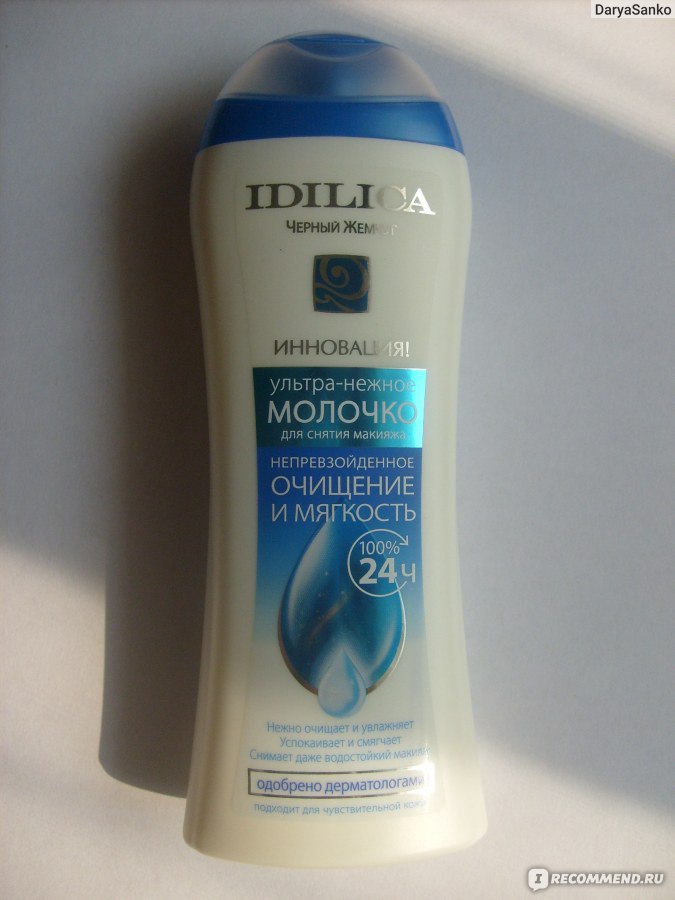 DaryaSanko
IDILICA
Черный Жемчуг
ИННОВАЦИЯ!
ультра-нежное
МОЛОЧКО
для снятия макияжа
НЕПРЕВЗОЙДЕННОЕ
ОЧИЩЕНИЕ
И МЯГКОСТЬ
100%
24ч
Нежно очищает и увлажняет
Успокаивает и смягчает
Снимает даже водостойкий макияж
одобрено дерматологами
подходит для чувствительной кожи
IRECOMMEND.RU